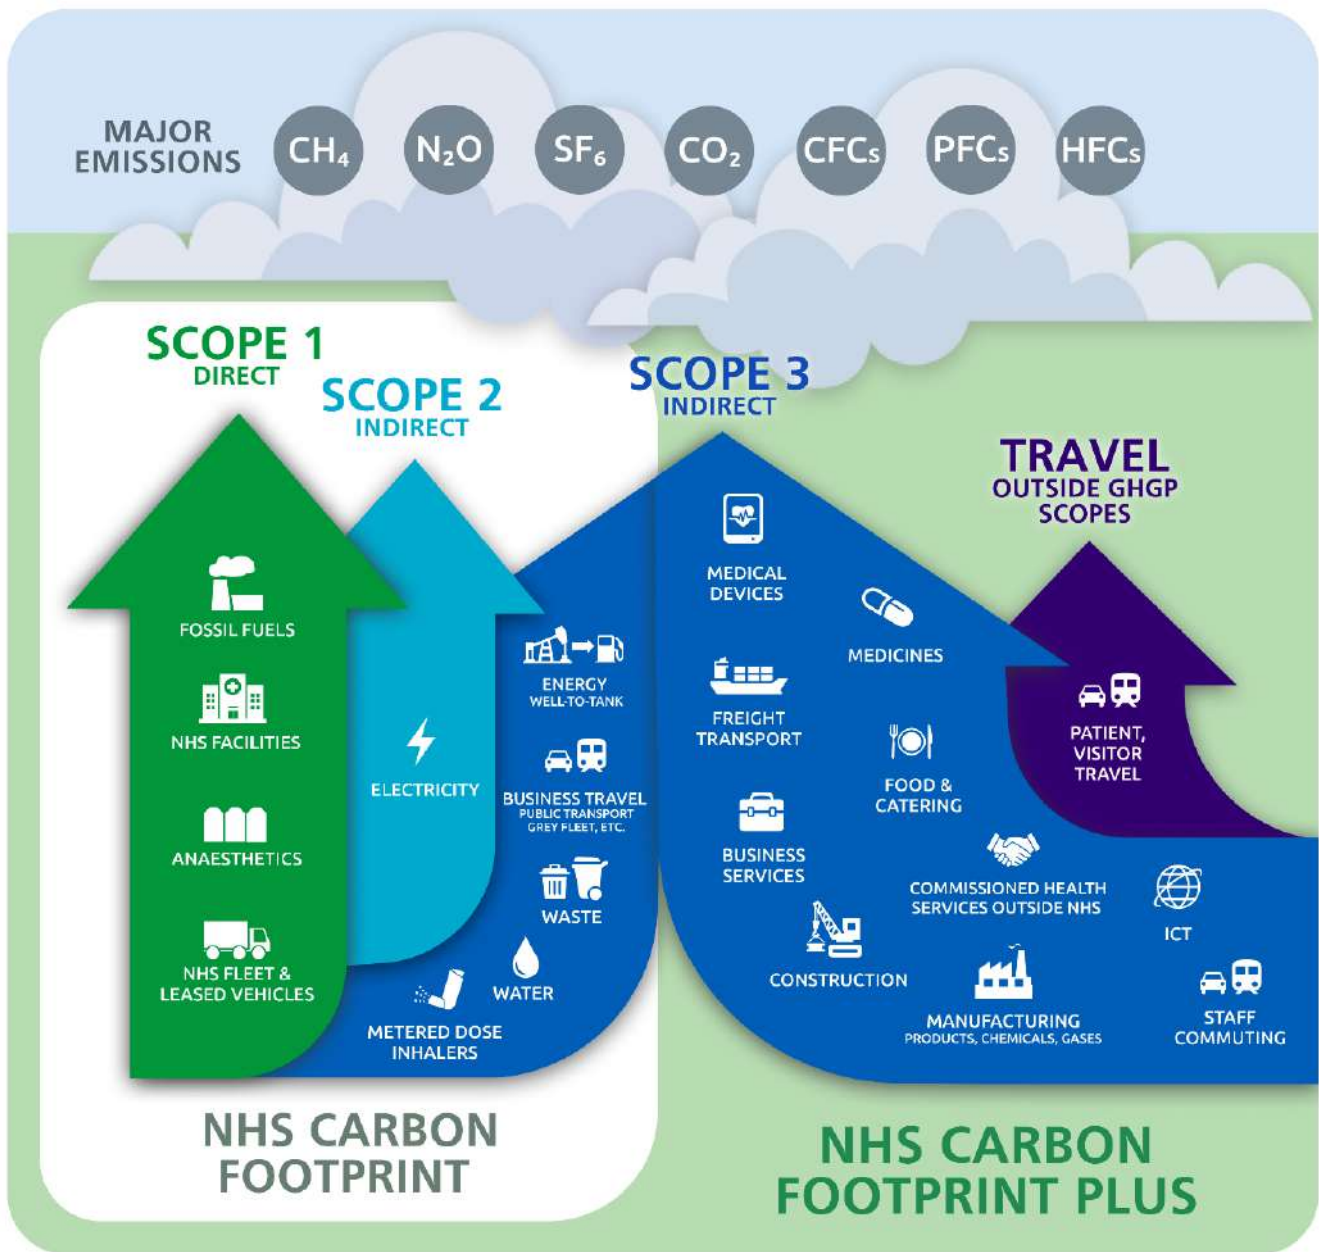 MAJOR
EMISSIONS
CH₄
N₂O
SF₆
CO₂
CFCs
PFCs
HFCs
SCOPE 1
DIRECT
SCOPE 2
INDIRECT
SCOPE 3
INDIRECT
TRAVEL
OUTSIDE GHGP
SCOPES
FOSSIL FUELS
NHS FACILITIES
ANAESTHETICS
NHS FLEET &
LEASED VEHICLES
ELECTRICITY
ENERGY
WELL-TO-TANK
BUSINESS TRAVEL
PUBLIC TRANSPORT
GREY FLEET, ETC.
WASTE
WATER
METERED DOSE
INHALERS
MEDICAL
DEVICES
MEDICINES
FREIGHT
TRANSPORT
FOOD &
CATERING
BUSINESS
SERVICES
COMMISSIONED HEALTH
SERVICES OUTSIDE NHS
CONSTRUCTION
MANUFACTURING
PRODUCTS, CHEMICALS, GASES
ICT
STAFF
COMMUTING
PATIENT,
VISITOR
TRAVEL
NHS CARBON
FOOTPRINT
NHS CARBON
FOOTPRINT PLUS